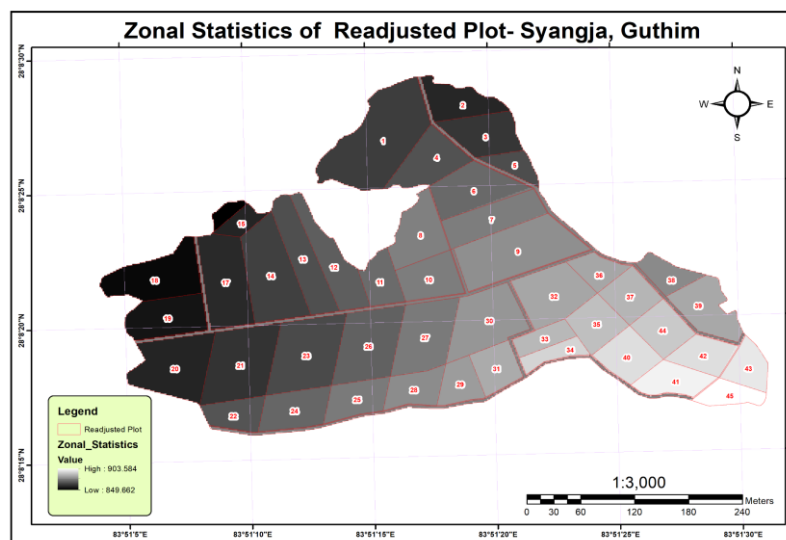 Zonal Statistics of Readjusted Plot- Syangja, Guthim
28°8'30"N
28°8'25"N
28°8'20"N
28°8'15"N
N
W E
S
2
1
3
4
5
6
7
8
9
10
11
12
13
14
15
17
18
19
20
21
22
23
24
25
26
27
28
29
30
31
32
33
34
35
36
37
38
39
40
41
42
43
44
45
Legend
Readjusted Plot
Zonal_Statistics
Value
High : 903.584
Low : 849.662
1:3,000
Meters
0 30 60 120 180 240
83°51'5"E 83°51'10"E 83°51'15"E 83°51'20"E 83°51'25"E 83°51'30"E